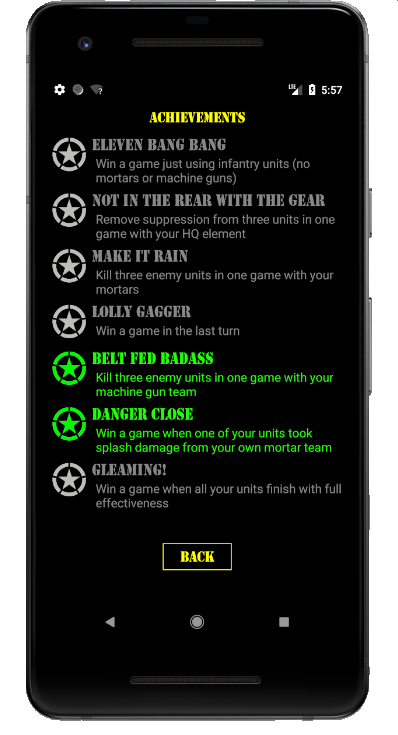 LTE 5:57
ACHIEVEMENTS
ELEVEN BANG BANG
Win a game just using infantry units (no
mortars or machine guns)
NOT IN THE REAR WITH THE GEAR
Remove suppression from three units in one
game with your HQ element
MAKE IT RAIN
Kill three enemy units in one game with your
mortars
LOLLY GAGGER
Win a game in the last turn
BELT FED BADASS
Kill three enemy units in one game with your
machine gun team
DANGER CLOSE
Win a game when one of your units took
splash damage from your own mortar team
GLEAMING!
Win a game when all your units finish with full
effectiveness
BACK